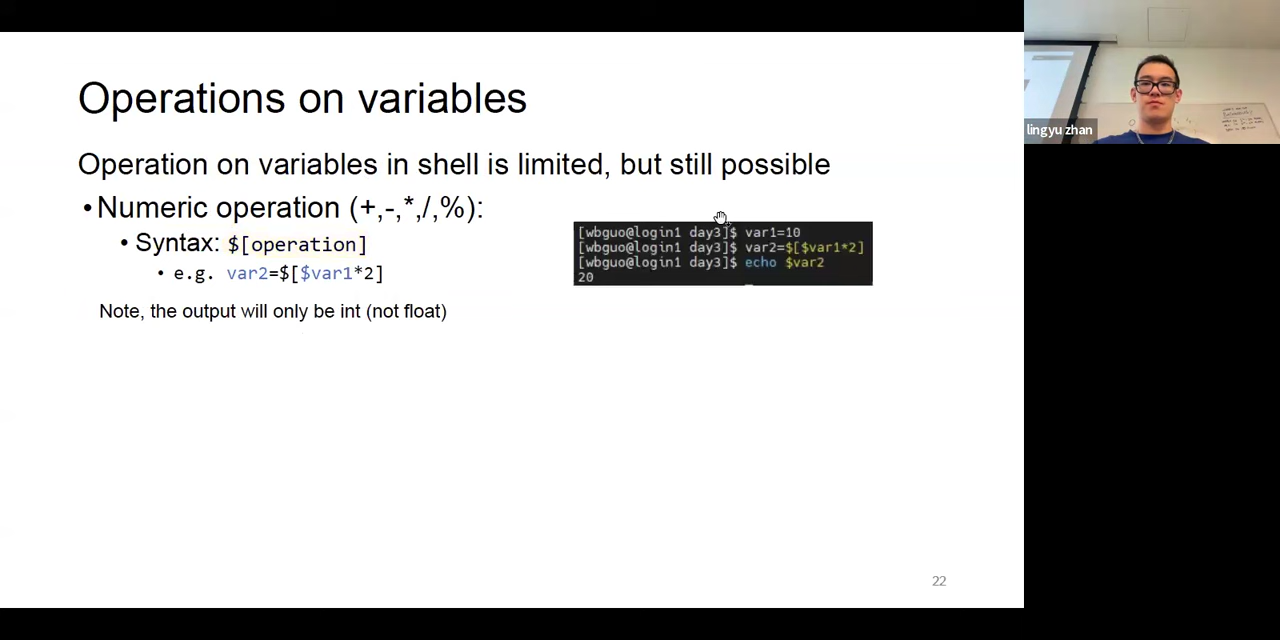 Operations on variables
Operation on variables in shell is limited, but still possible
• Numeric operation (+,-,*,/,%):
• Syntax: $[operation]
• e.g. var2=$[$var1*2]
Note, the output will only be int (not float)
[wbguo@login1 day3]$ var1=10
[wbguo@login1 day3]$ var2=$[$var1*2]
[wbguo@login1 day3]$ echo $var2
20
22
lingyu zhan